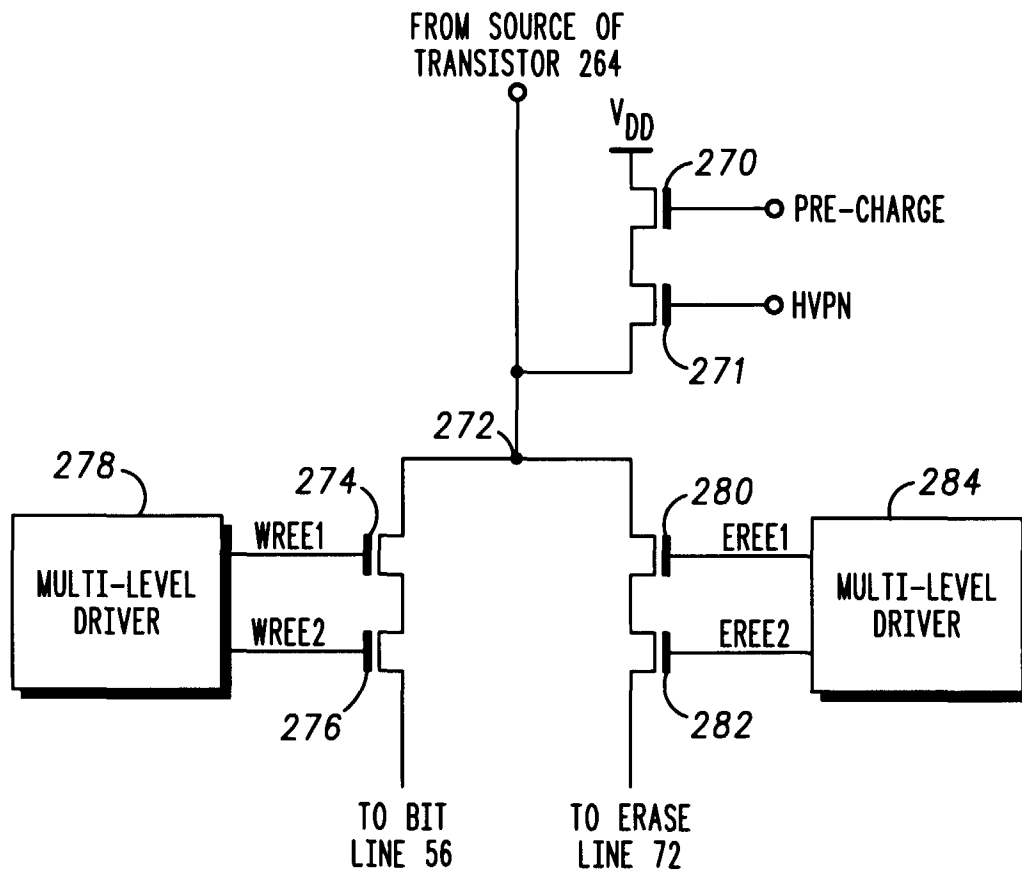 FROM SOURCE OF
TRANSISTOR 264
VDD
270
PRE-CHARGE
HVPN
271
272
278
274
280
284
WREE1
EREE1
MULTI-LEVEL
DRIVER
MULTI-LEVEL
DRIVER
WREE2
EREE2
276
282
TO BIT
LINE 56
TO ERASE
LINE 72